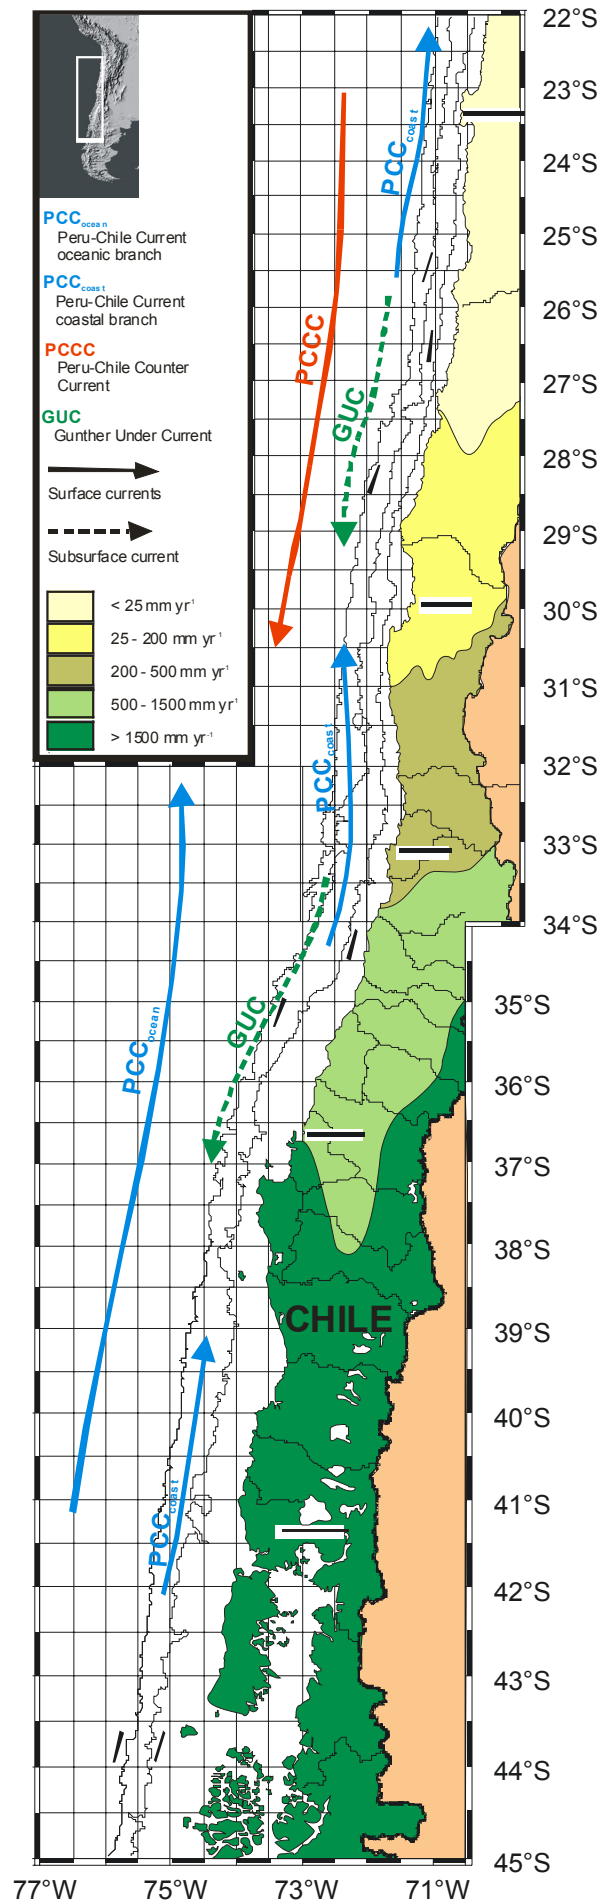 PCCocean
Peru-Chile Current
oceanic branch
PCCcoast
Peru-Chile Current
coastal branch
PCCC
Peru-Chile Counter
Current
GUC
Gunther Under Current
Surface currents
Subsurface current
< 25 mm yr-1
25 - 200 mm yr-1
200 - 500 mm yr-1
500 - 1500 mm yr-1
> 1500 mm yr-1
PCCcoast
PCCC
GUC
PCCcoast
PCCocean
GUC
CHILE
PCCcoast
22°S
23°S
24°S
25°S
26°S
27°S
28°S
29°S
30°S
31°S
32°S
33°S
34°S
35°S
36°S
37°S
38°S
39°S
40°S
41°S
42°S
43°S
44°S
45°S
77°W 75°W 73°W 71°W